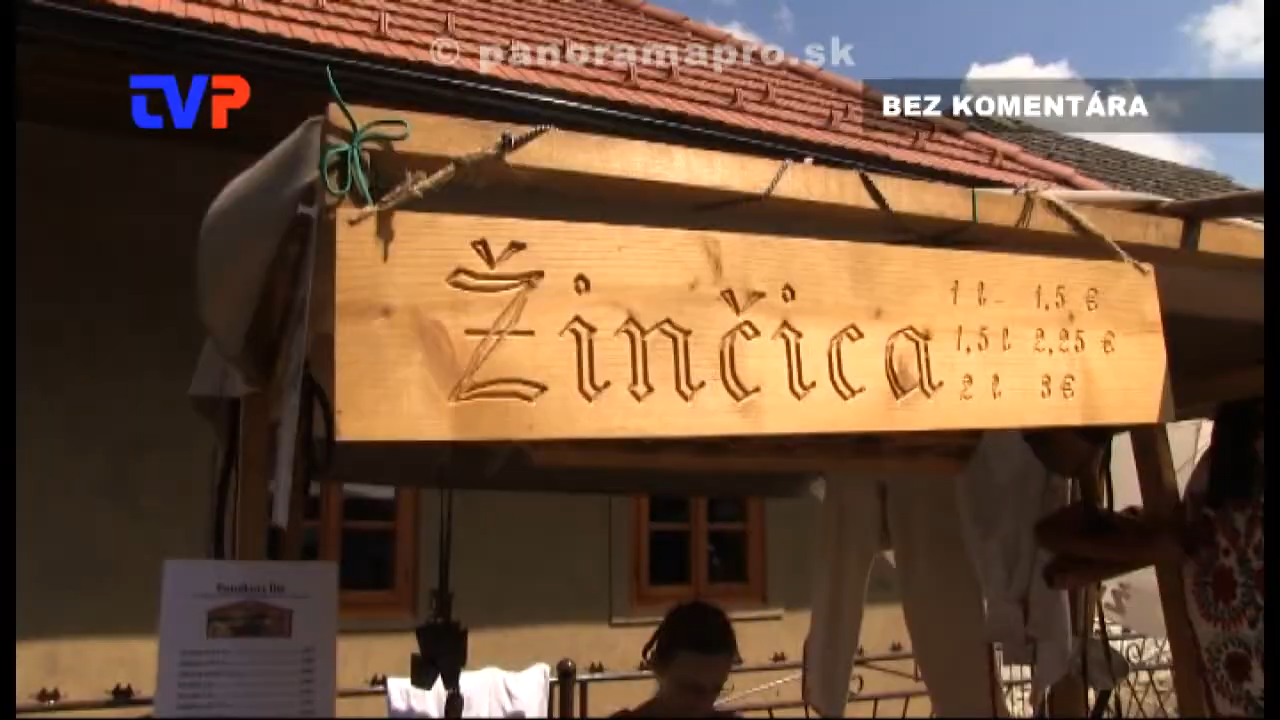 © panoramapro.sk
TVP
BEZ KOMENTÁRA
Žinčica
1 l - 1,5 €
1,5 l 2,25 €
2 l 3 €